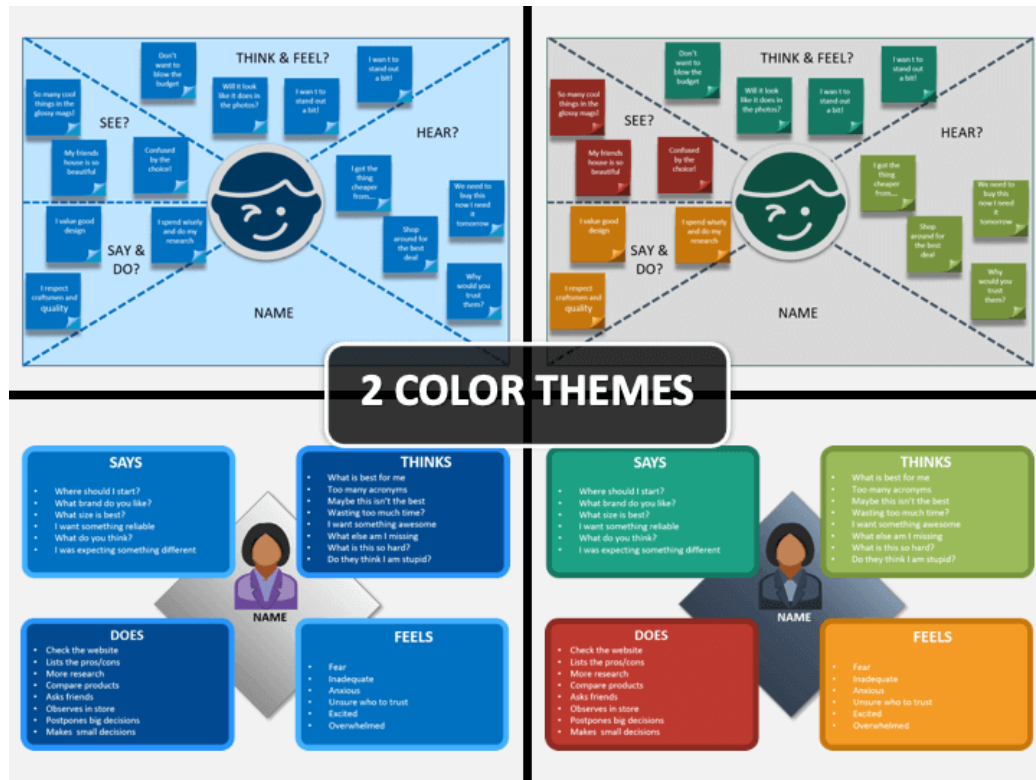 THINK & FEEL?
Don't
want to
blow the
budget
I wan t to
stand out
a bit!
Will it look
like it does in
the photos?
I wan t to
stand out
a bit!
So many cool
things in the
glossy mags!
SEE?
HEAR?
My friends
house is so
beautiful
Confused
by the
choice!
I got the
thing
cheaper
from....
We need to
buy this
now I need
it
tomorrow
I value good
design
I spend wisely
and do my
research
Shop
around for
the best
deal
SAY &
DO?
Why
would you
trust
them?
I respect
craftsmen and
quality
NAME
THINK & FEEL?
Don't
want to
blow the
budget
I wan t to
stand out
a bit!
Will it look
like it does in
the photos?
I wan t to
stand out
a bit!
So many cool
things in the
glossy mags!
SEE?
HEAR?
My friends
house is so
beautiful
Confused
by the
choice!
I got the
thing
cheaper
from....
We need to
buy this
now I need
it
tomorrow
I value good
design
I spend wisely
and do my
research
Shop
around for
the best
deal
SAY &
DO?
Why
would you
trust
them?
I respect
craftsmen and
quality
NAME
2 COLOR THEMES
SAYS
• Where should I start?
• What brand do you like?
• What size is best?
• I want something reliable
• What do you think?
• I was expecting something different
THINKS
• What is best for me
• Too many acronyms
• Maybe this isn't the best
• Wasting too much time?
• I want something awesome
• What else am I missing
• What is this so hard?
• Do they think I am stupid?
NAME
DOES
• Check the website
• Lists the pros/cons
• More research
• Compare products
• Asks friends
• Observes in store
• Postpones big decisions
• Makes small decisions
FEELS
• Fear
• Inadequate
• Anxious
• Unsure who to trust
• Excited
• Overwhelmed
SAYS
• Where should I start?
• What brand do you like?
• What size is best?
• I want something reliable
• What do you think?
• I was expecting something different
THINKS
• What is best for me
• Too many acronyms
• Maybe this isn't the best
• Wasting too much time?
• I want something awesome
• What else am I missing
• What is this so hard?
• Do they think I am stupid?
NAME
DOES
• Check the website
• Lists the pros/cons
• More research
• Compare products
• Asks friends
• Observes in store
• Postpones big decisions
• Makes small decisions
FEELS
• Fear
• Inadequate
• Anxious
• Unsure who to trust
• Excited
• Overwhelmed